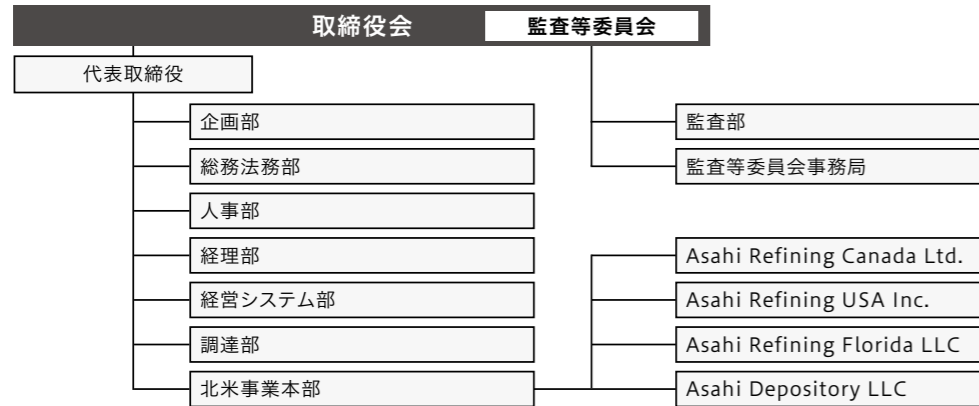 取締役会
監査等委員会
代表取締役
企画部
総務法務部
人事部
経理部
経営システム部
調達部
北米事業本部
監査部
監査等委員会事務局
Asahi Refining Canada Ltd.
Asahi Refining USA Inc.
Asahi Refining Florida LLC
Asahi Depository LLC